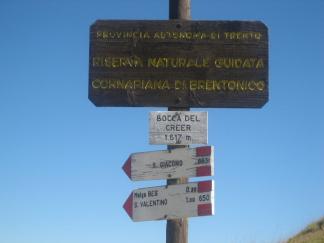 PROVINCIA AUTONOMA DI TRENTO
RISERVA NATURALE GUIDATA
CORNAPIANA DI BRENTONICO
BOCCA DEL
CREER
1.617 m.
S. GIACOMO
Malga BES
S. VALENTINO 650